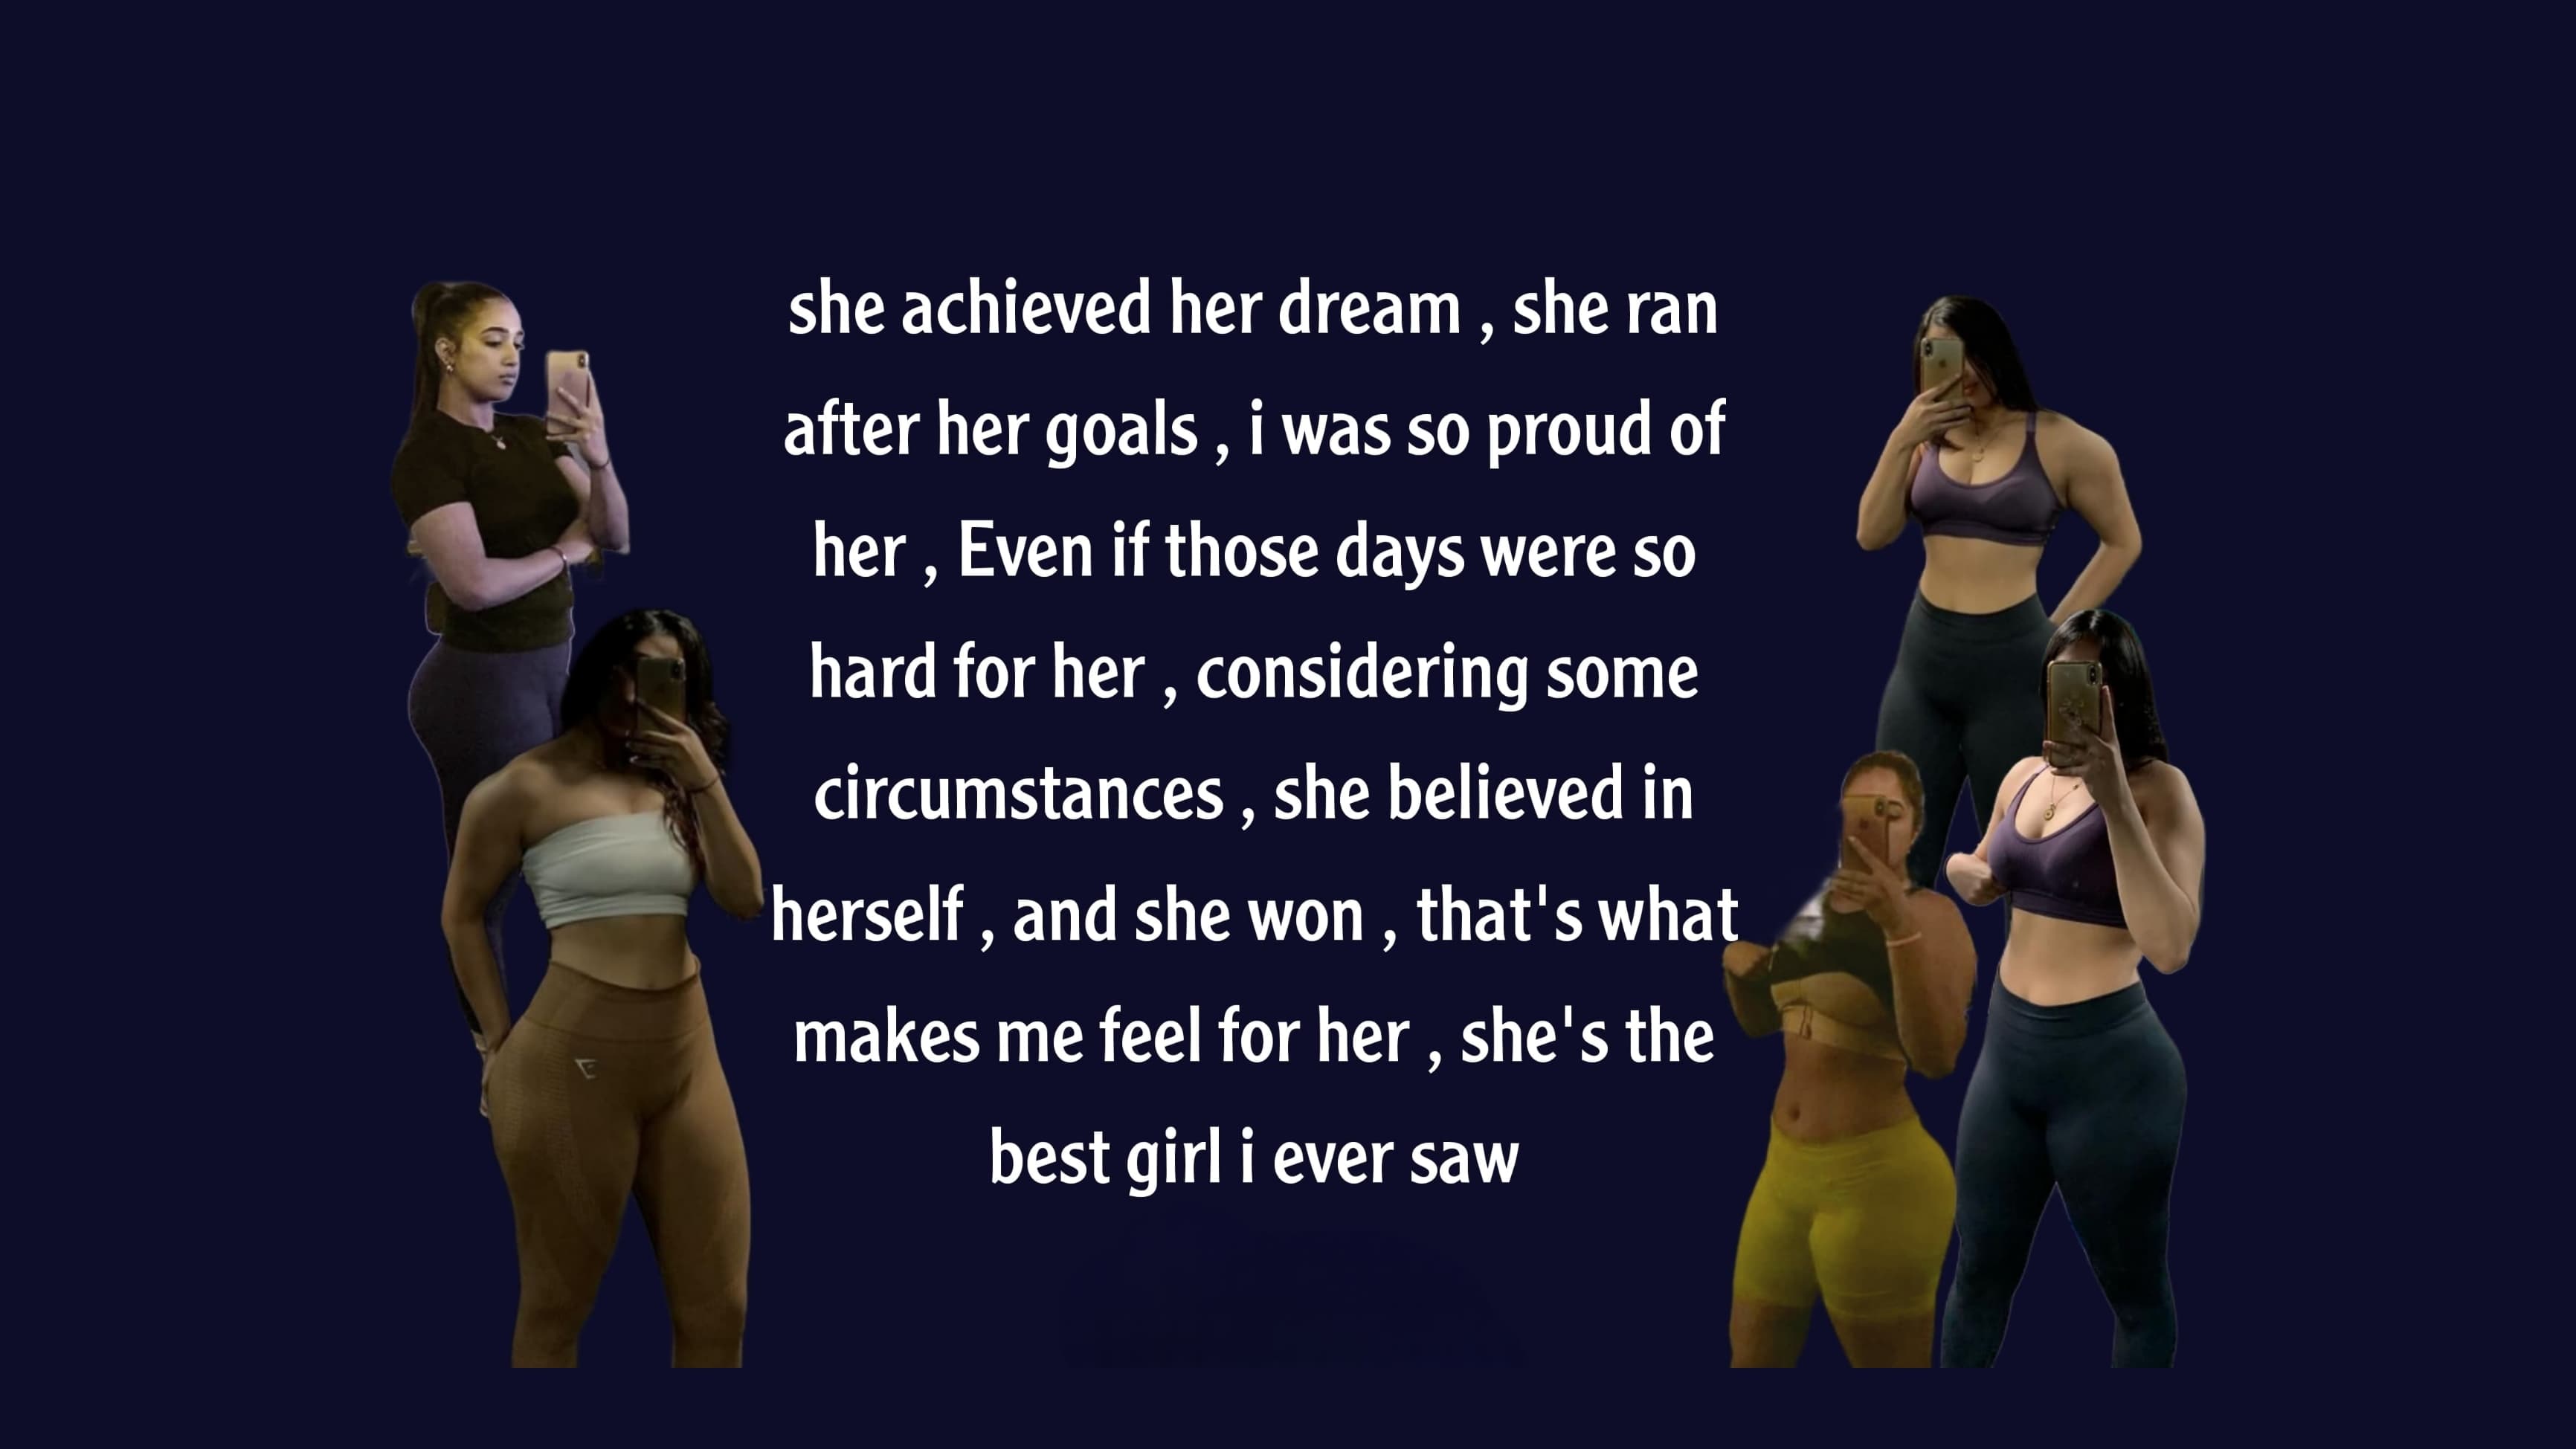 she achieved her dream , she ran
after her goals , i was so proud of
her , Even if those days were so
hard for her , considering some
circumstances , she believed in
herself , and she won , that's what
makes me feel for her , she's the
best girl i ever saw